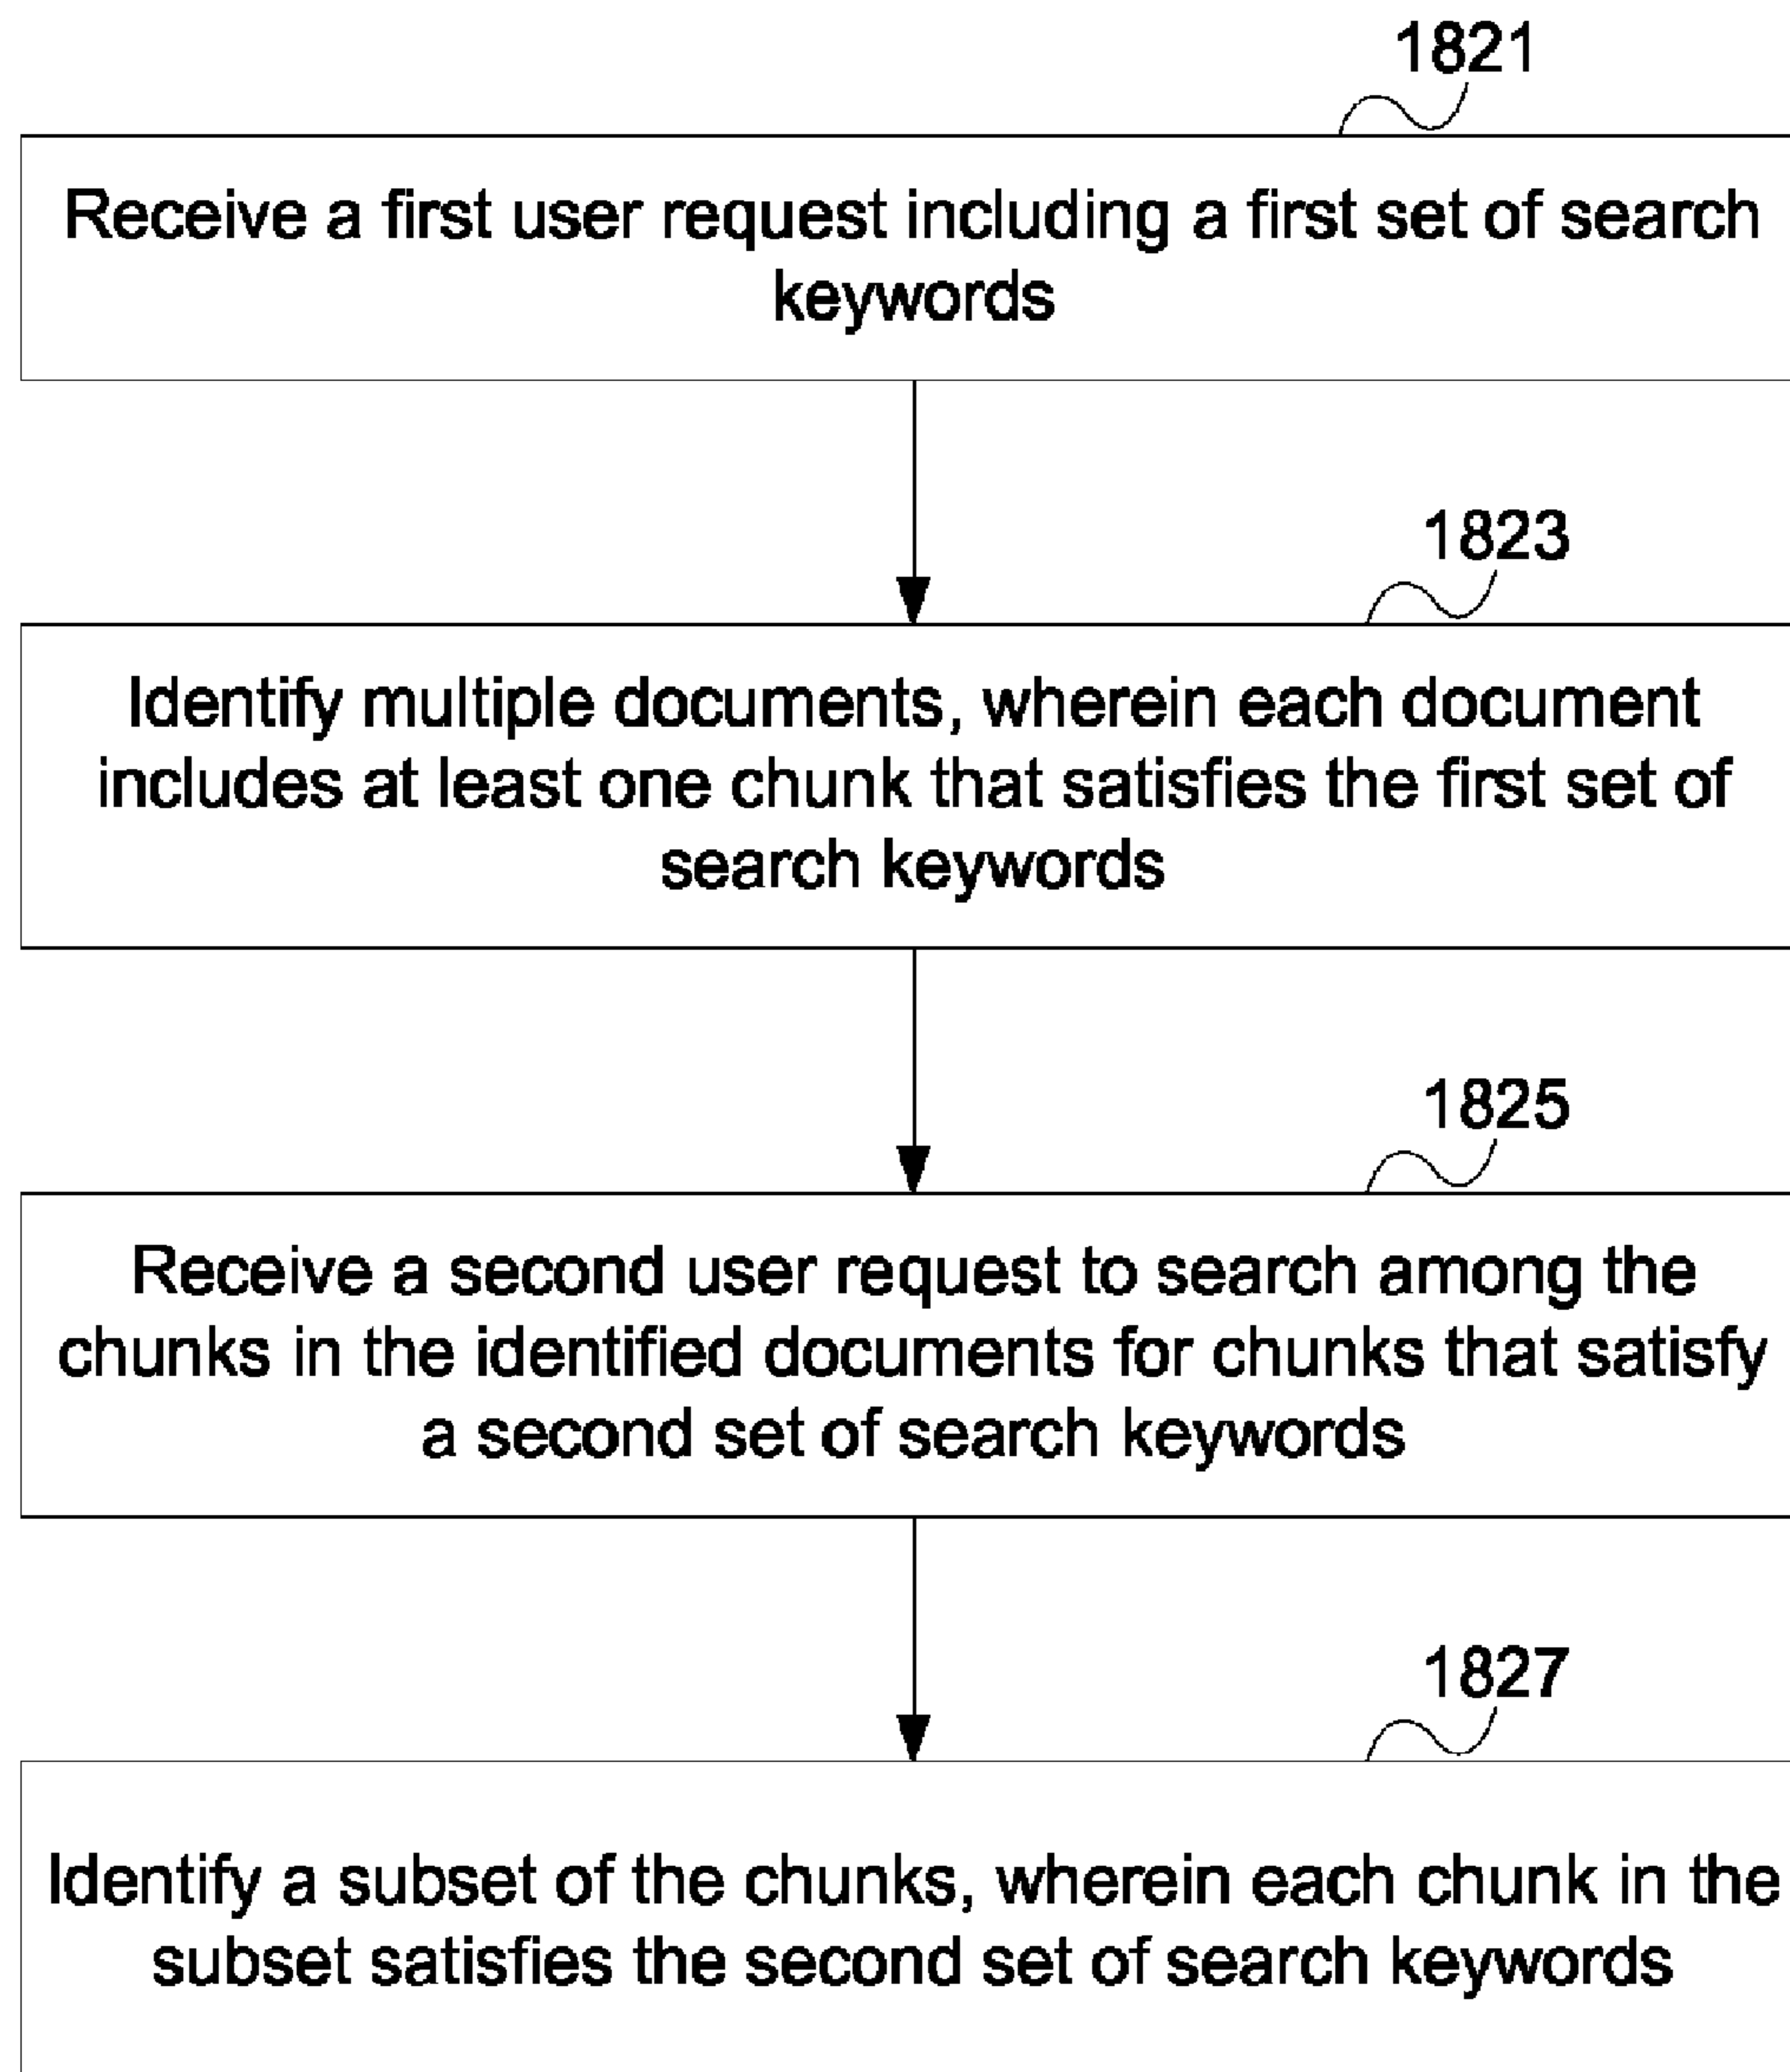 1821
Receive a first user request including a first set of search
keywords
1823
Identify multiple documents, wherein each document
includes at least one chunk that satisfies the first set of
search keywords
1825
Receive a second user request to search among the
chunks in the identified documents for chunks that satisfy
a second set of search keywords
1827
Identify a subset of the chunks, wherein each chunk in the
subset satisfies the second set of search keywords